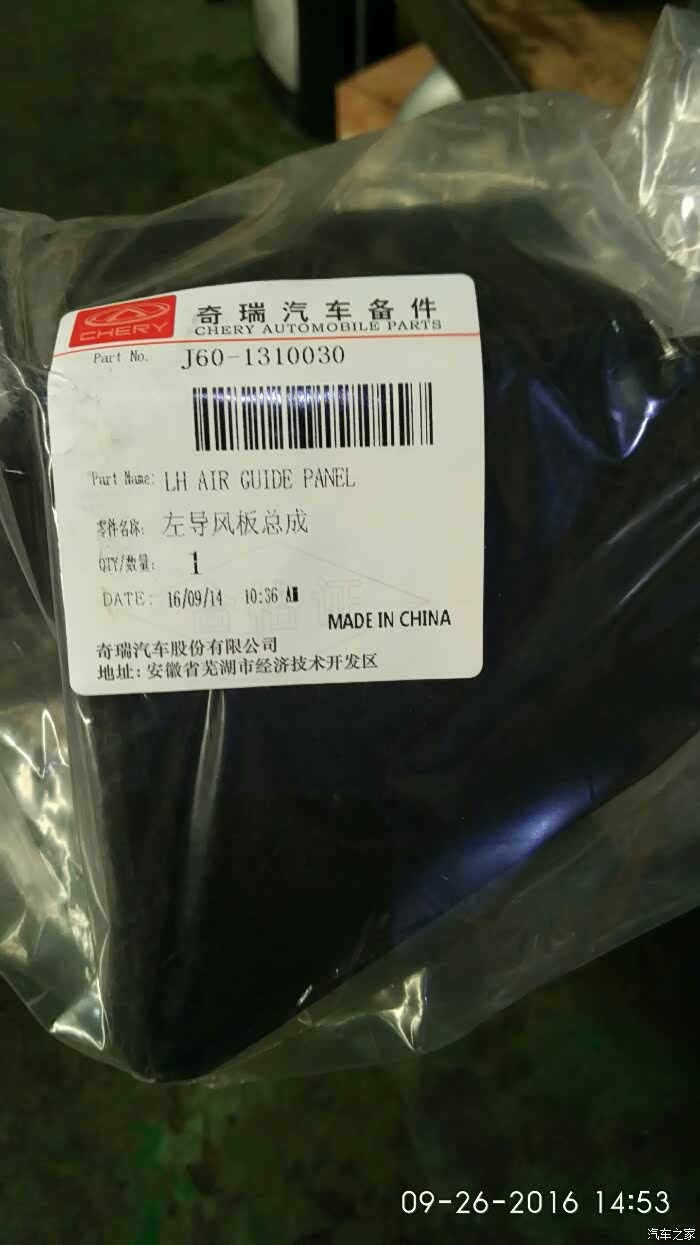 CHERY
奇瑞汽车备件
CHERY AUTOMOBILE PARTS
Part No. J60-1310030
Part Name: LH AIR GUIDE PANEL
零件名称: 左导风板总成
QTY/数量: 1
DATE: 16/09/14 10:36 AM
MADE IN CHINA
奇瑞汽车股份有限公司
地址:安徽省芜湖市经济技术开发区
09-26-2016 14:53
汽车之家